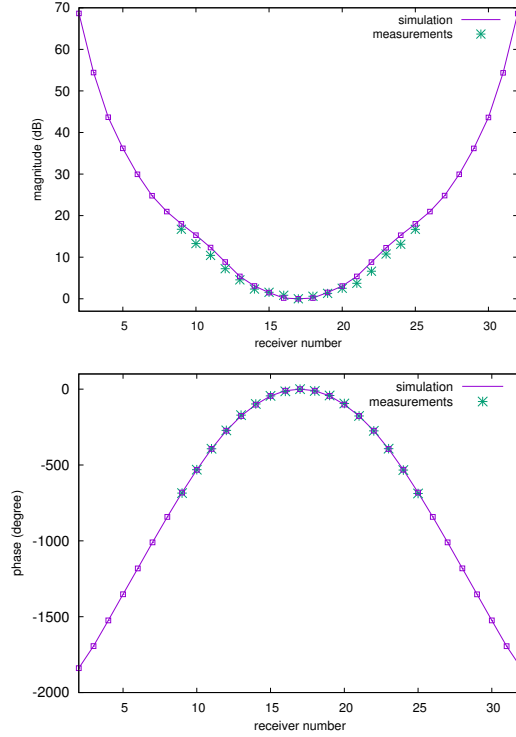 70
60
50
40
30
20
10
0
magnitude (dB)
simulation
measurements
5 10 15 20 25 30
receiver number
0
-500
-1000
-1500
-2000
phase (degree)
simulation
measurements
5 10 15 20 25 30
receiver number